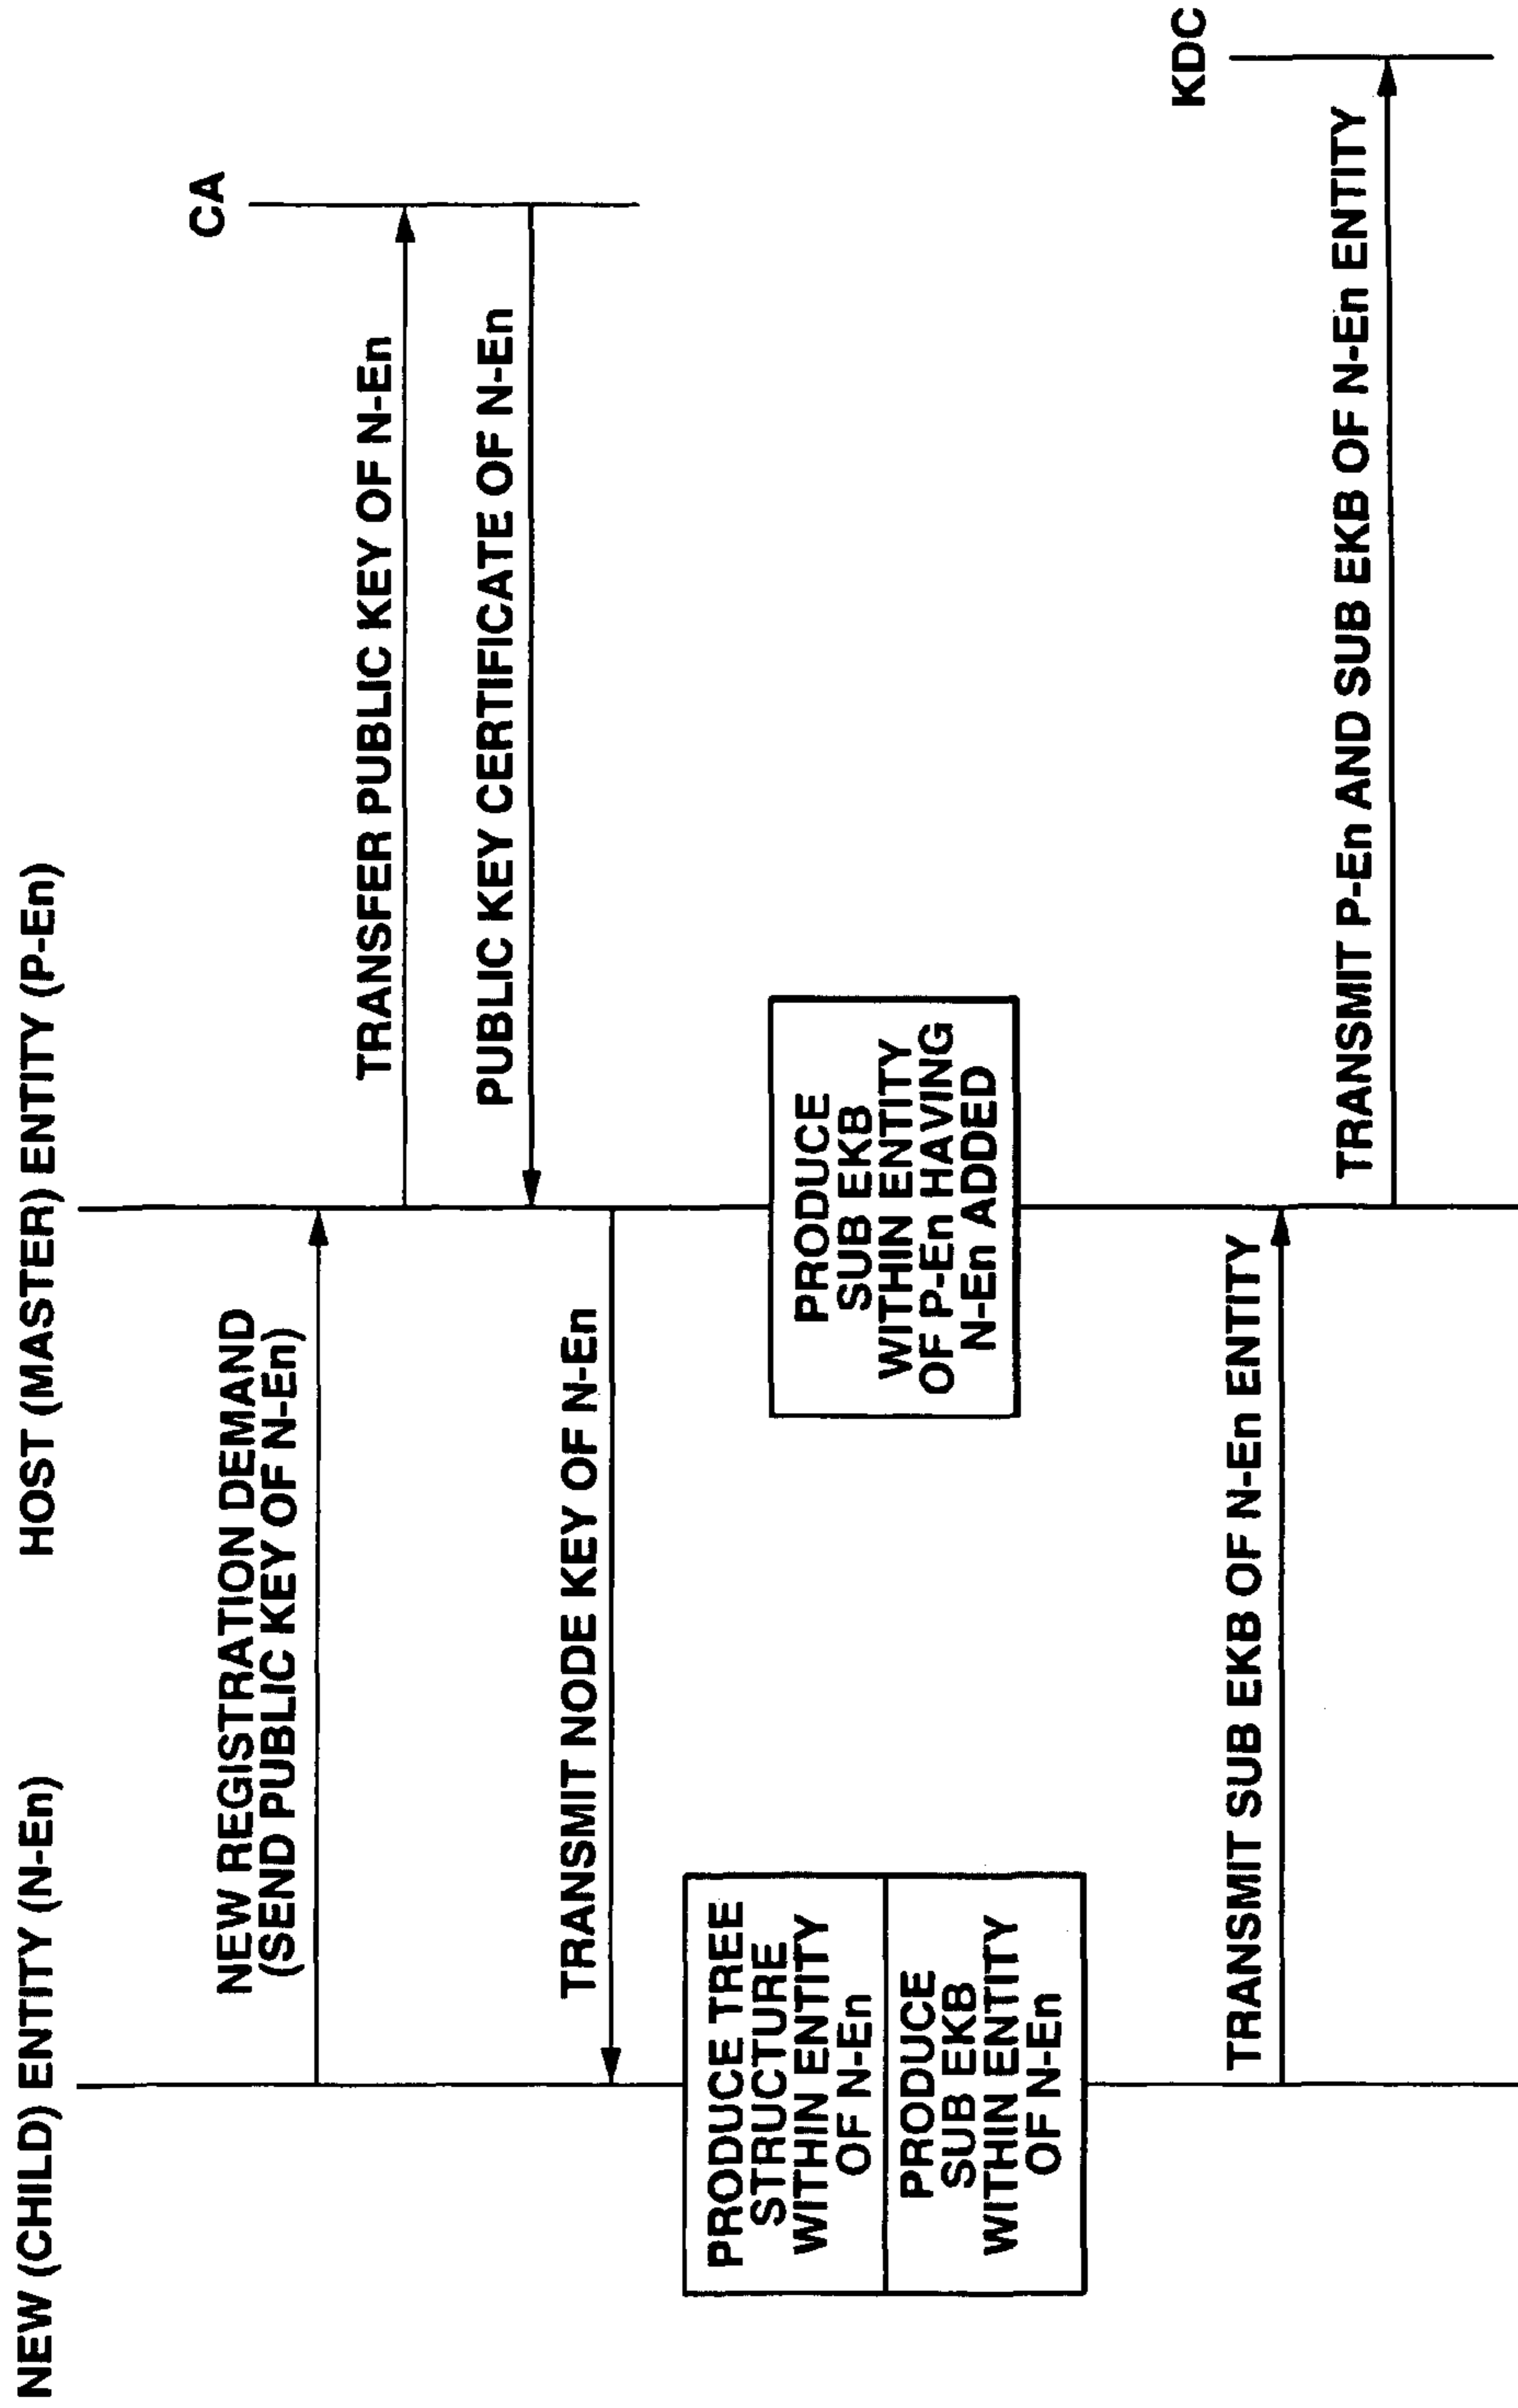 NEW (CHILD) ENTITY (N-En)
HOST (MASTER) ENTITY (P-En)
CA
NEW REGISTRATION DEMAND
(SEND PUBLIC KEY OF N-En)
TRANSFER PUBLIC KEY OF N-En
PUBLIC KEY CERTIFICATE OF N-En
TRANSMIT NODE KEY OF N-En
PRODUCE TREE
STRUCTURE
WITHIN ENTITY
OF N-En
PRODUCE
SUB EKB
WITHIN ENTITY
OF N-En
PRODUCE
SUB EKB
WITHIN ENTITY
OF P-En HAVING
N-En ADDED
KDC
TRANSMIT SUB EKB OF N-En ENTITY
TRANSMIT P-En AND SUB EKB OF N-En ENTITY